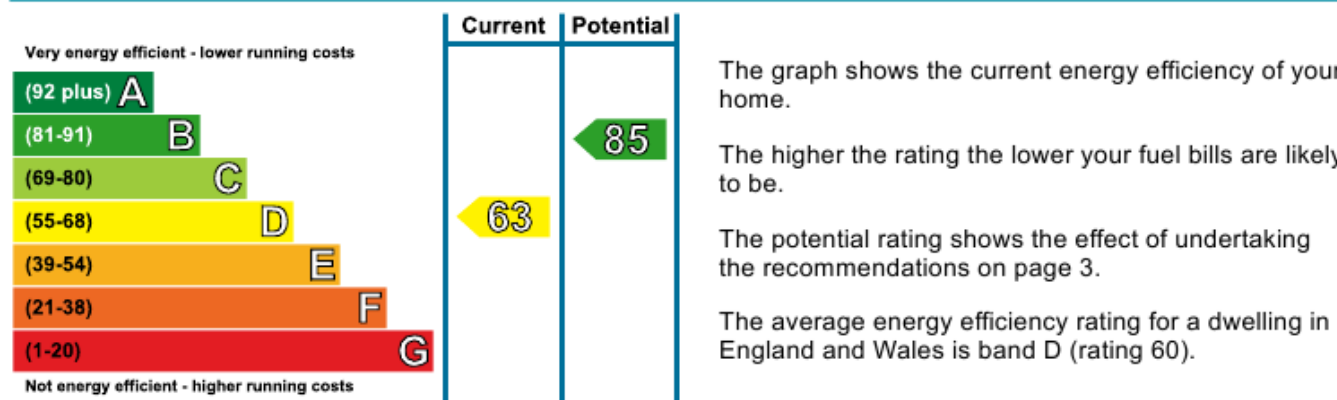 Current Potential
Very energy efficient - lower running costs
(92 plus) A
(81-91) B
85
(69-80) C
(55-68) D
63
(39-54) E
(21-38) F
(1-20) G
Not energy efficient - higher running costs
The graph shows the current energy efficiency of your
home.
The higher the rating the lower your fuel bills are likely
to be.
The potential rating shows the effect of undertaking
the recommendations on page 3.
The average energy efficiency rating for a dwelling in
England and Wales is band D (rating 60).